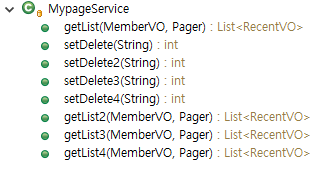 MypageService
getList(MemberVO, Pager) : List<RecentVO>
setDelete(String) : int
setDelete2(String) : int
setDelete3(String) : int
setDelete4(String) : int
getList2(MemberVO, Pager) : List<RecentVO>
getList3(MemberVO, Pager) : List<RecentVO>
getList4(MemberVO, Pager) : List<RecentVO>